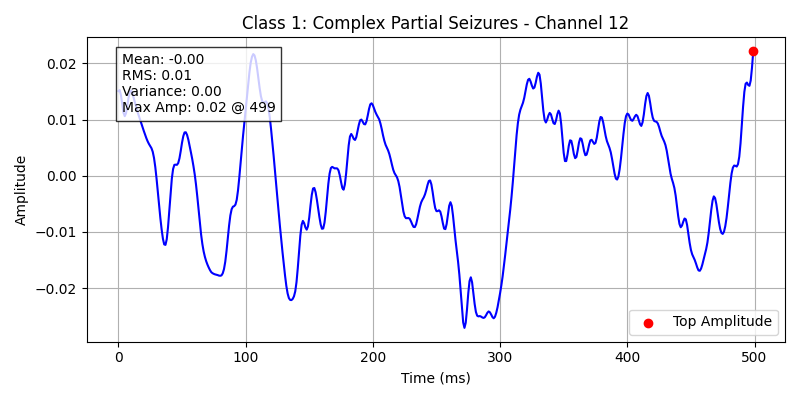 Class 1: Complex Partial Seizures - Channel 12
Mean: -0.00
RMS: 0.01
Variance: 0.00
Max Amp: 0.02 @ 499
0.02
0.01
0.00
−0.01
−0.02
Amplitude
Top Amplitude
0 100 200 300 400 500
Time (ms)